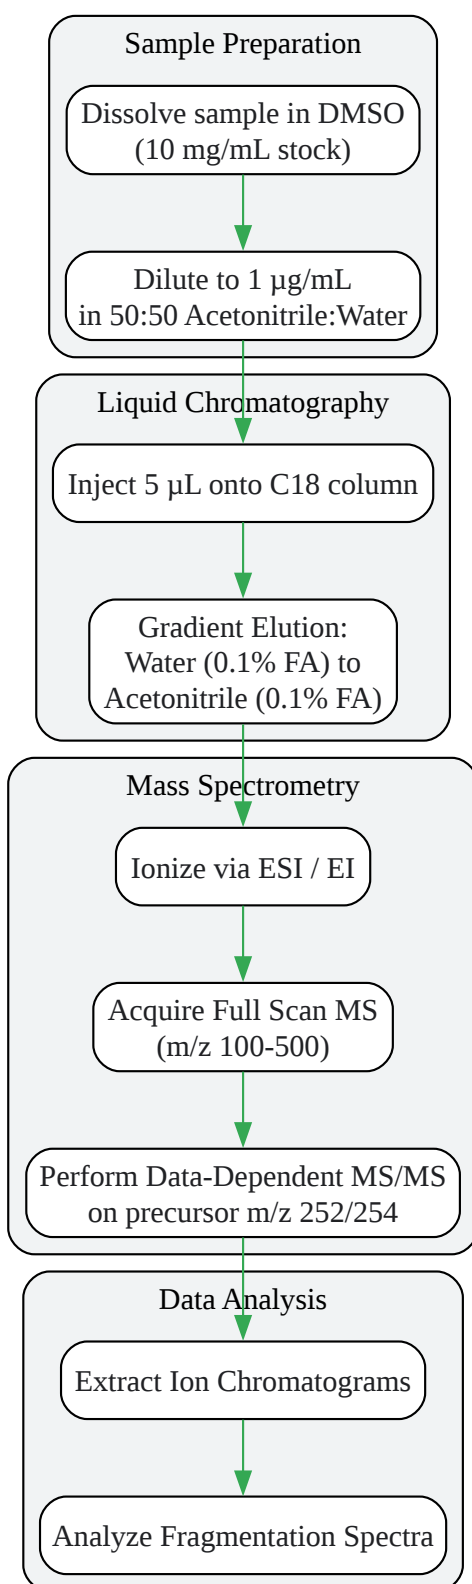 Sample Preparation
Dissolve sample in DMSO
(10 mg/mL stock)
Dilute to 1 µg/mL
in 50:50 Acetonitrile:Water
Liquid Chromatography
Inject 5 µL onto C18 column
Gradient Elution:
Water (0.1% FA) to
Acetonitrile (0.1% FA)
Mass Spectrometry
Ionize via ESI / EI
Acquire Full Scan MS
(m/z 100-500)
Perform Data-Dependent MS/MS
on precursor m/z 252/254
Data Analysis
Extract Ion Chromatograms
Analyze Fragmentation Spectra